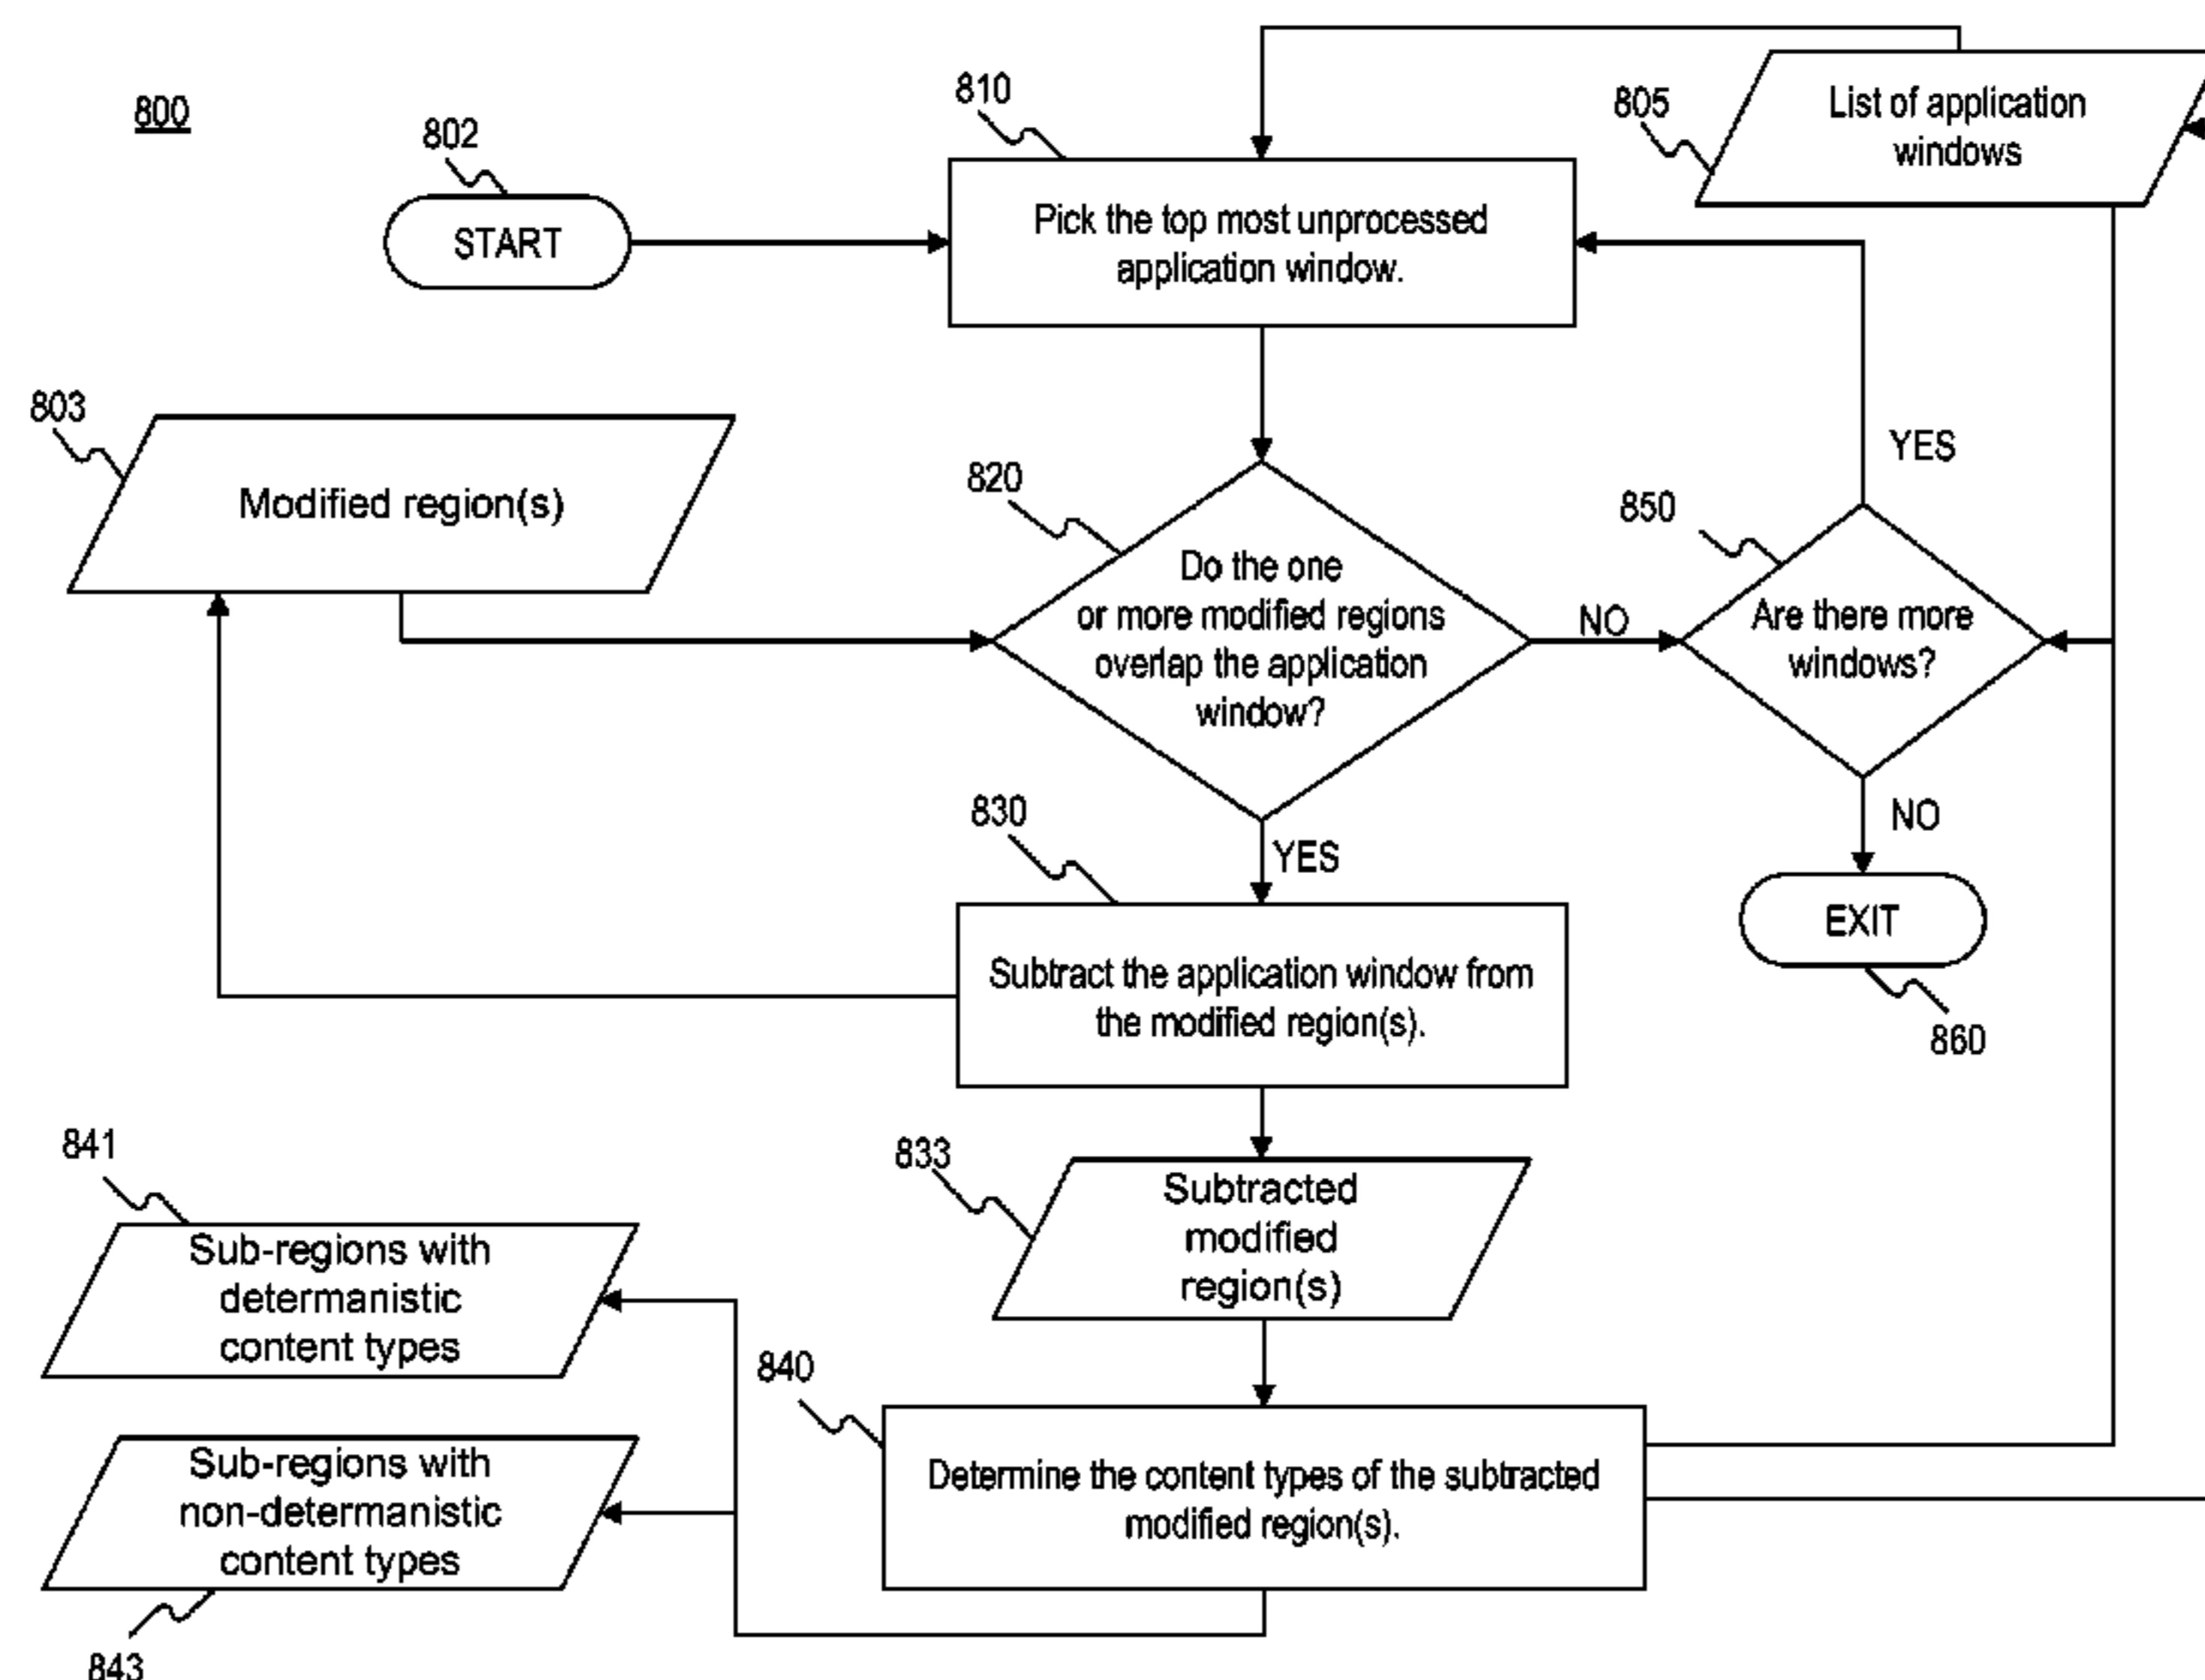 800
802
START
810
Pick the top most unprocessed
application window.
805
List of application
windows
803
Modified region(s)
820
Do the one
or more modified regions
overlap the application
window?
NO
YES
850
Are there more
windows?
YES
NO
EXIT
860
830
Subtract the application window from
the modified region(s).
833
Subtracted
modified
region(s)
841
Sub-regions with
determanistic
content types
840
Determine the content types of the subtracted
modified region(s).
Sub-regions with
non-determanistic
content types
843